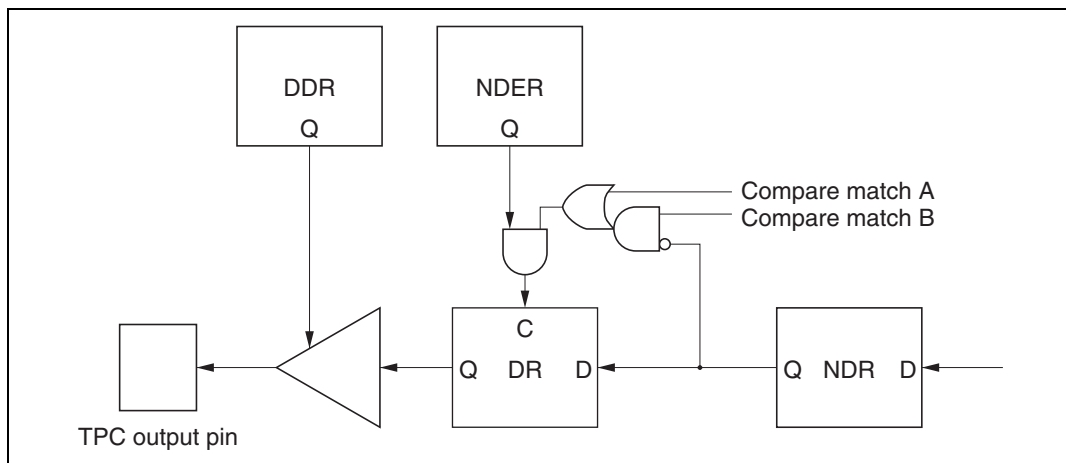 DDR
Q
NDER
Q
Compare match A
Compare match B
C
Q DR D
Q NDR D
TPC output pin